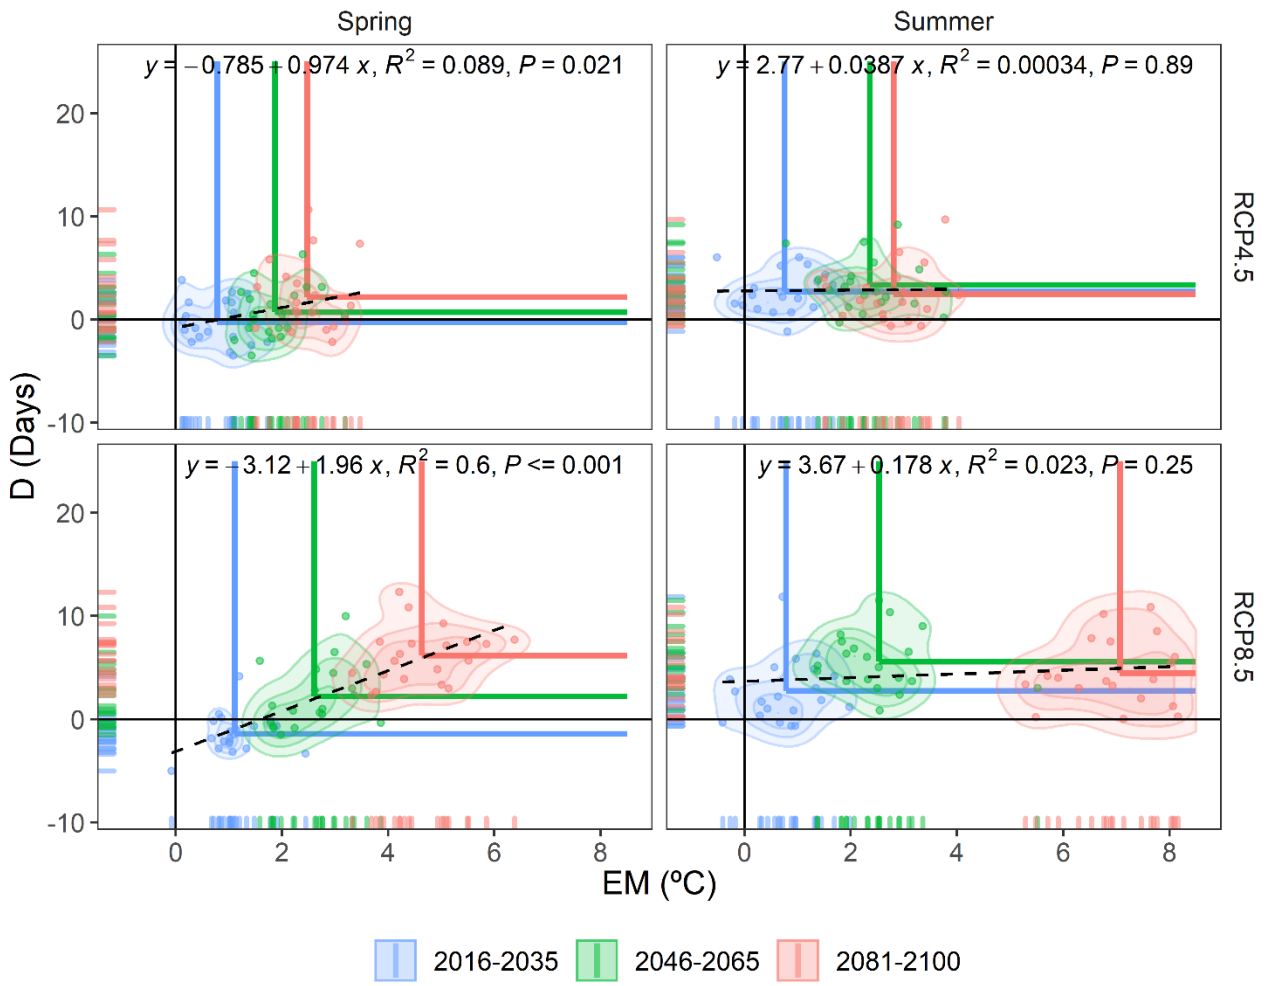 Spring
Summer
y = −0.785 + 0.974 x, R² = 0.089, P = 0.021
y = 2.77 + 0.0387 x, R² = 0.00034, P = 0.89
20
10
0
-10
RCP4.5
D (Days)
y = −3.12 + 1.96 x, R² = 0.6, P <= 0.001
y = 3.67 + 0.178 x, R² = 0.023, P = 0.25
20
10
0
-10
RCP8.5
0 2 4 6 8
0 2 4 6 8
EM (ºC)
2016-2035 2046-2065 2081-2100